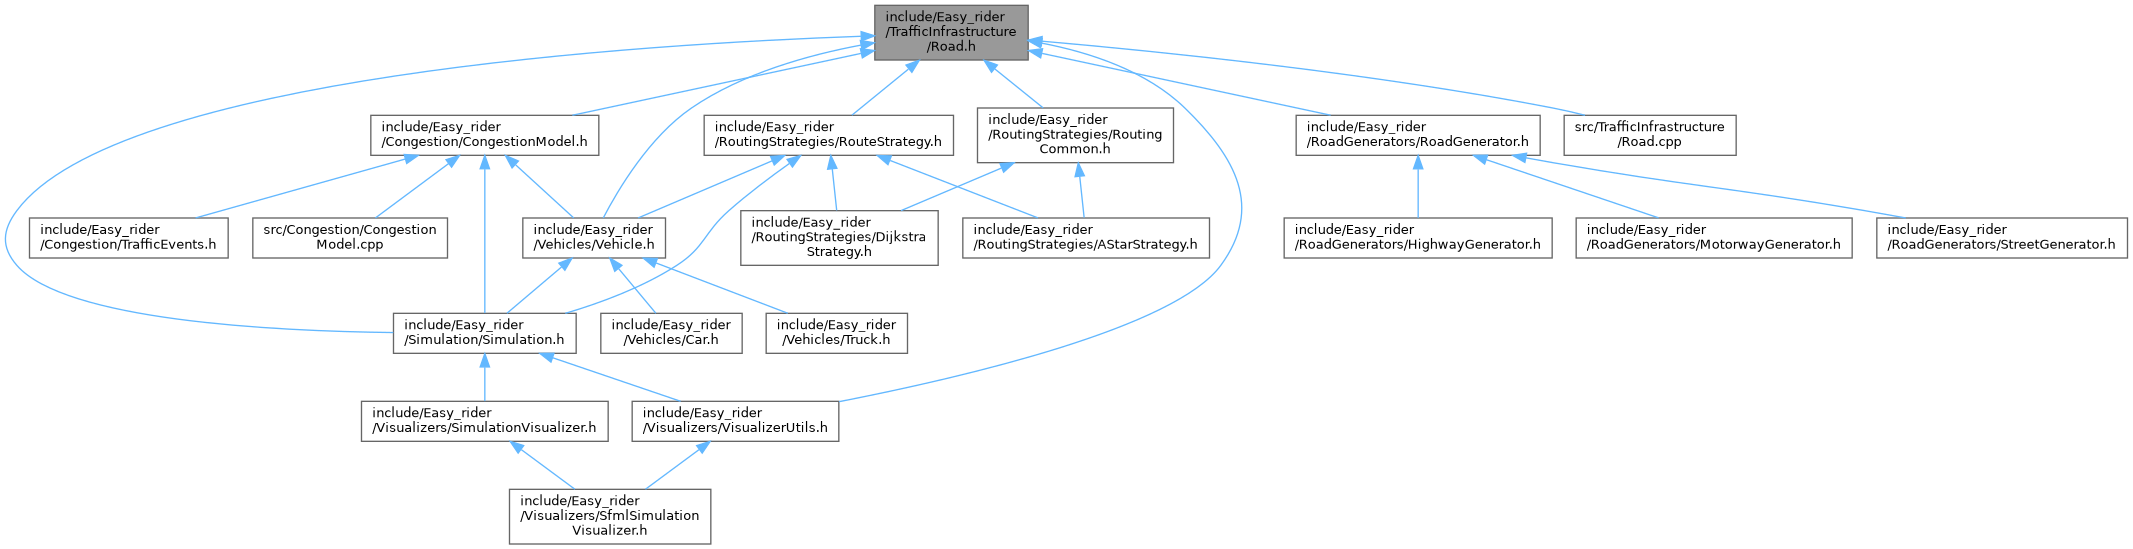 include/Easy_rider
/TrafficInfrastructure
/Road.h
include/Easy_rider
/Congestion/CongestionModel.h
include/Easy_rider
/RoutingStrategies/RouteStrategy.h
include/Easy_rider
/RoutingStrategies/Routing
Common.h
include/Easy_rider
/RoadGenerators/RoadGenerator.h
src/TrafficInfrastructure
/Road.cpp
include/Easy_rider
/Congestion/TrafficEvents.h
src/Congestion/Congestion
Model.cpp
include/Easy_rider
/Vehicles/Vehicle.h
include/Easy_rider
/RoutingStrategies/Dijkstra
Strategy.h
include/Easy_rider
/RoutingStrategies/AStarStrategy.h
include/Easy_rider
/RoadGenerators/HighwayGenerator.h
include/Easy_rider
/RoadGenerators/MotorwayGenerator.h
include/Easy_rider
/RoadGenerators/StreetGenerator.h
include/Easy_rider
/Simulation/Simulation.h
include/Easy_rider
/Vehicles/Car.h
include/Easy_rider
/Vehicles/Truck.h
include/Easy_rider
/Visualizers/SimulationVisualizer.h
include/Easy_rider
/Visualizers/VisualizerUtils.h
include/Easy_rider
/Visualizers/SfmlSimulation
Visualizer.h